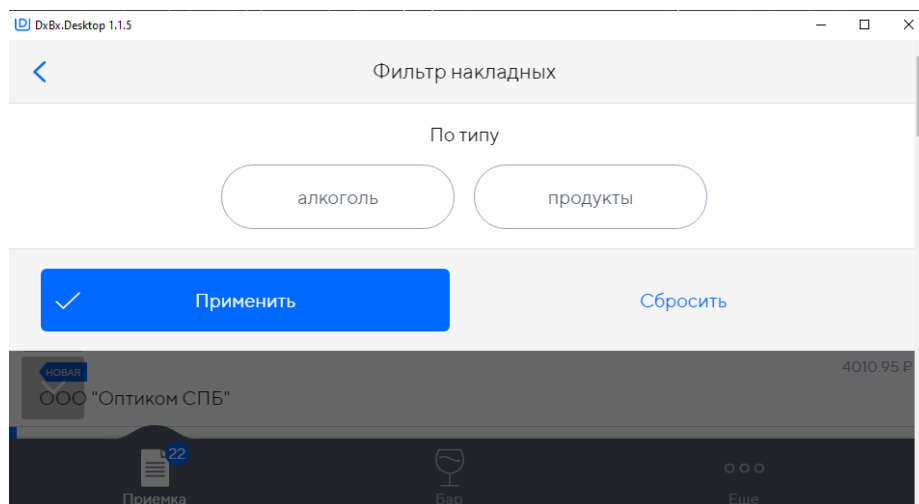 DxBx.Desktop 1.1.5
Фильтр накладных
По типу
алкоголь
продукты
Применить
Сбросить
НОВАЯ
4010.95 ₽
ООО "Оптиком СПБ"
22
Приемка
Бар
Еще